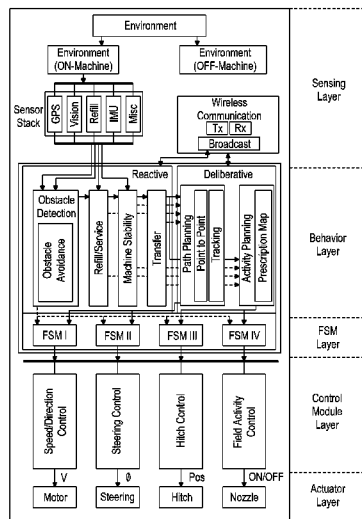 Environment
Environment
(ON-Machine)
Environment
(OFF-Machine)
Sensing
Layer
Sensor
Stack
GPS
Vision
Refill
IMU
Misc
Wireless
Communication
Tx
Rx
Broadcast
Reactive
Deliberative
Obstacle
Detection
Obstacle
Avoidance
Refill/Service
Machine Stability
Transfer
Path Planning
Point to Point
Tracking
Activity Planning
Prescription Map
Behavior
Layer
FSM I
FSM II
FSM III
FSM IV
FSM
Layer
Speed/Direction
Control
Steering Control
Hitch Control
Field Activity
Control
Control
Module
Layer
V
Ø
Pos
ON/OFF
Motor
Steering
Hitch
Nozzle
Actuator
Layer